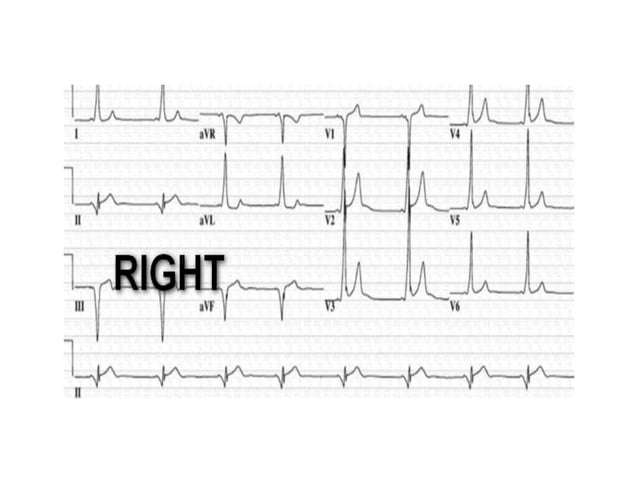 I aVR V1 V4
II aVL V2 V5
RIGHT
III aVF V3 V6
II